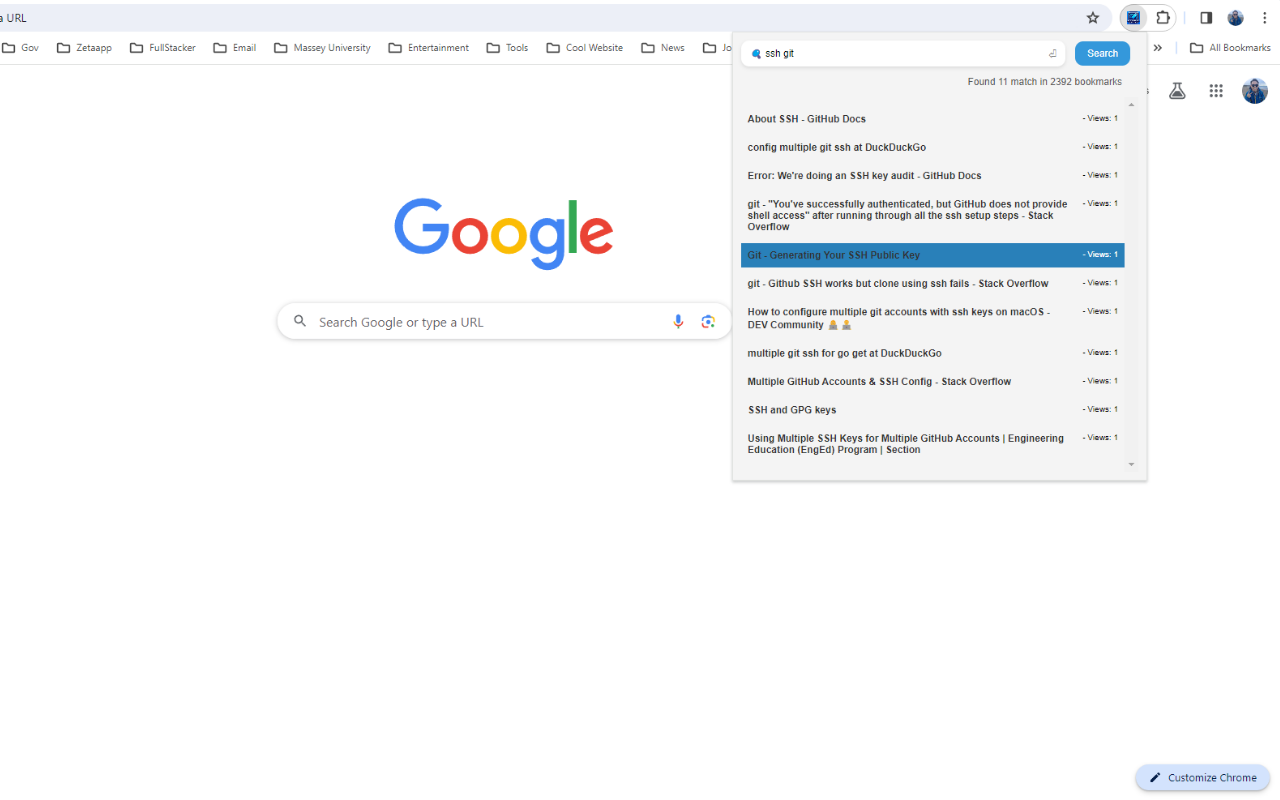 a URL
Gov
Zetaapp
FullStacker
Email
Massey University
Entertainment
Tools
Cool Website
News
Jo
»
All Bookmarks
ssh git
Search
Found 11 match in 2392 bookmarks
About SSH - GitHub Docs
- Views: 1
config multiple git ssh at DuckDuckGo
- Views: 1
Error: We're doing an SSH key audit - GitHub Docs
- Views: 1
git - "You've successfully authenticated, but GitHub does not provide
shell access" after running through all the ssh setup steps - Stack
Overflow
- Views: 1
Git - Generating Your SSH Public Key
- Views: 1
git - Github SSH works but clone using ssh fails - Stack Overflow
- Views: 1
How to configure multiple git accounts with ssh keys on macOS -
DEV Community
- Views: 1
multiple git ssh for go get at DuckDuckGo
- Views: 1
Multiple GitHub Accounts & SSH Config - Stack Overflow
- Views: 1
SSH and GPG keys
- Views: 1
Using Multiple SSH Keys for Multiple GitHub Accounts | Engineering
Education (EngEd) Program | Section
- Views: 1
Google
Search Google or type a URL
Customize Chrome